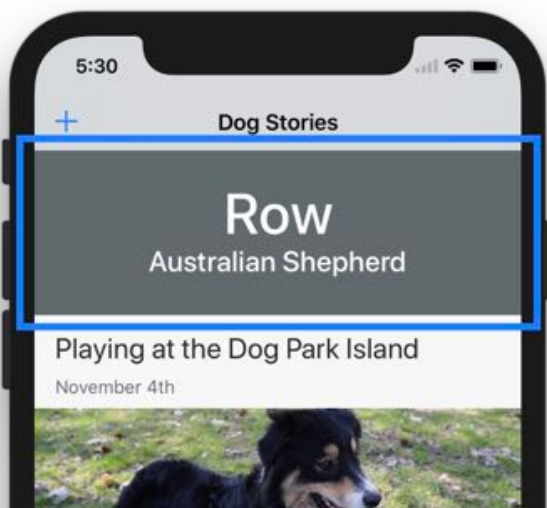 5:30
+
Dog Stories
Row
Australian Shepherd
Playing at the Dog Park Island
November 4th